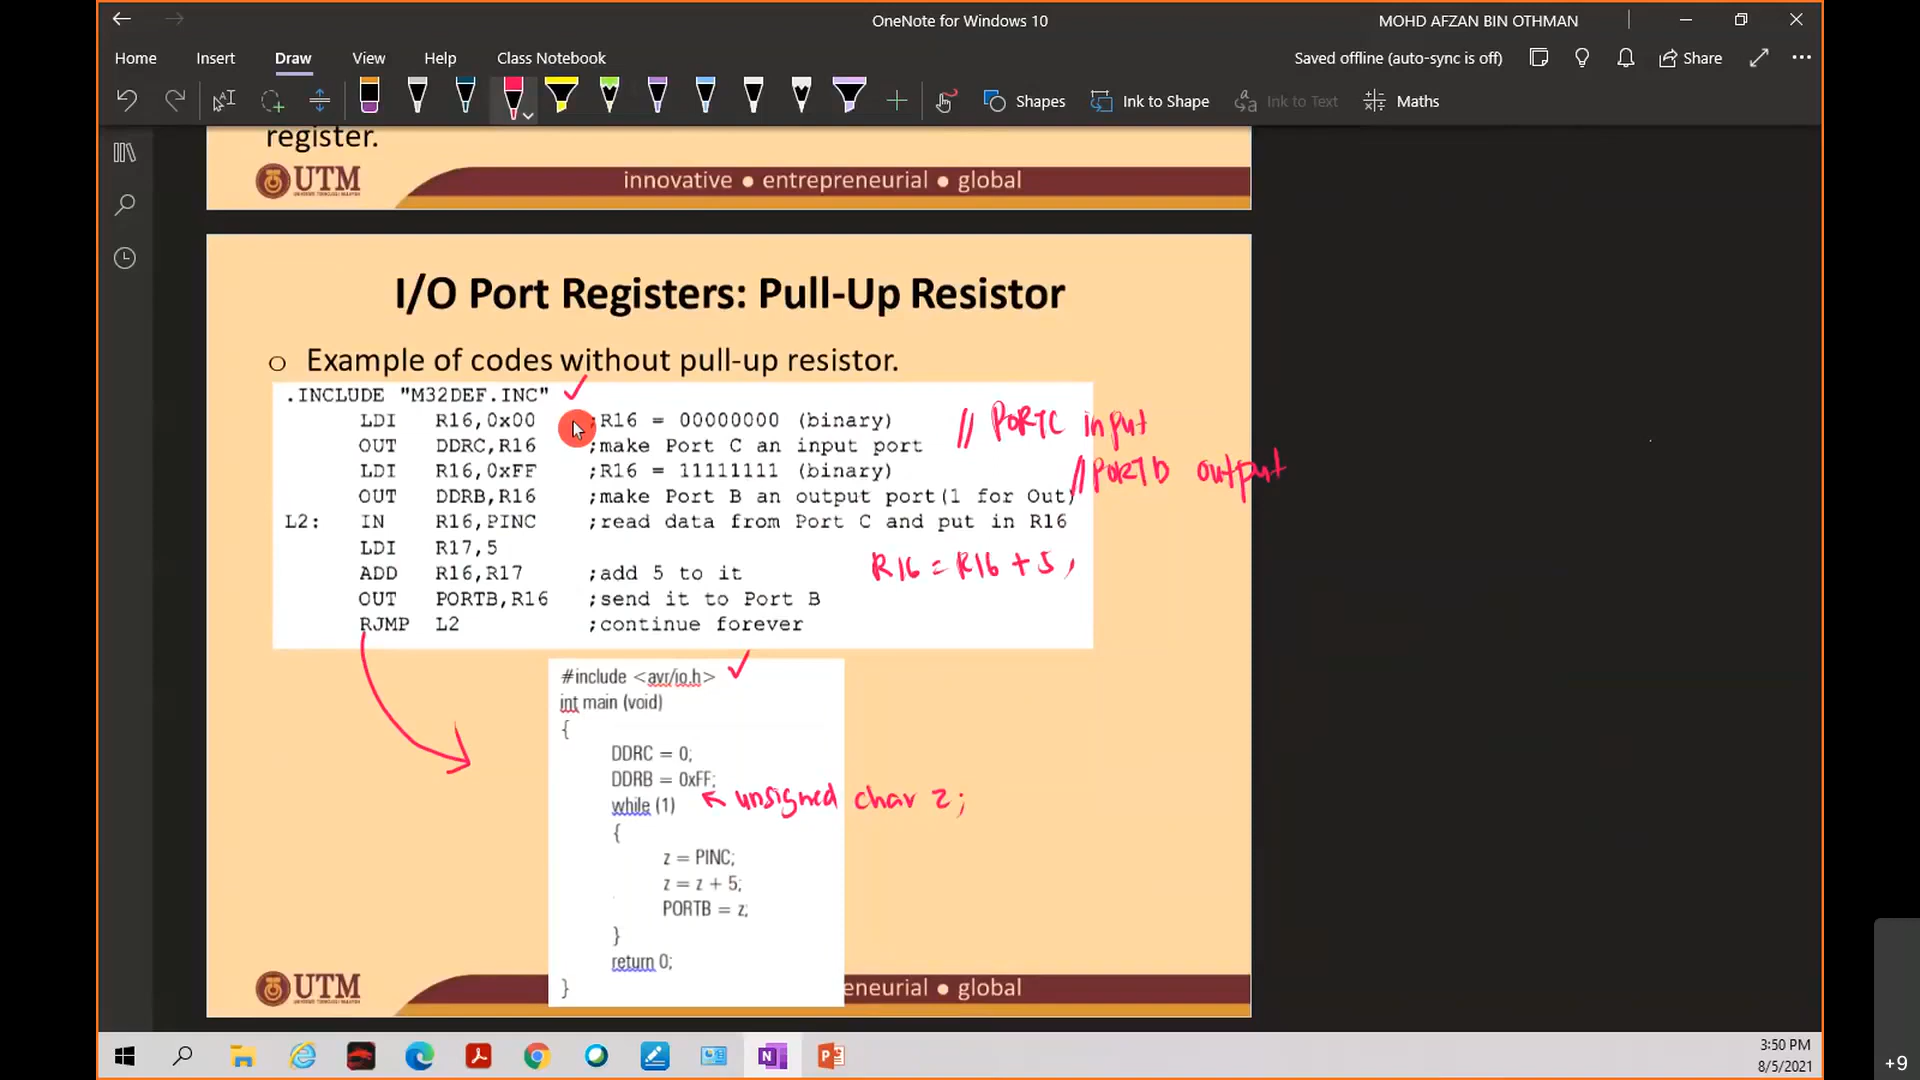 OneNote for Windows 10
MOHD AFZAN BIN OTHMAN
Home Insert Draw View Help Class Notebook
Saved offline (auto-sync is off) Share
Shapes Ink to Shape Ink to Text Maths
register.
UTM innovative ● entrepreneurial ● global
I/O Port Registers: Pull-Up Resistor
o Example of codes without pull-up resistor.
.INCLUDE "M32DEF.INC"
LDI R16,0x00 ;R16 = 00000000 (binary)
// PORTC input
OUT DDRC,R16 ;make Port C an input port
LDI R16,0xFF ;R16 = 11111111 (binary)
// PORTB output
OUT DDRB,R16 ;make Port B an output port(1 for Out)
L2: IN R16,PINC ;read data from Port C and put in R16
LDI R17,5
R16 = R16 + 5;
ADD R16,R17 ;add 5 to it
OUT PORTB,R16 ;send it to Port B
RJMP L2 ;continue forever
#include <avr/io.h>
int main (void)
{
DDRC = 0;
DDRB = 0xFF;
while (1)
unsigned char z;
{
z = PINC;
z = z + 5;
PORTB = z;
}
return 0;
}
UTM eneurial ● global
3:50 PM
8/5/2021
+9